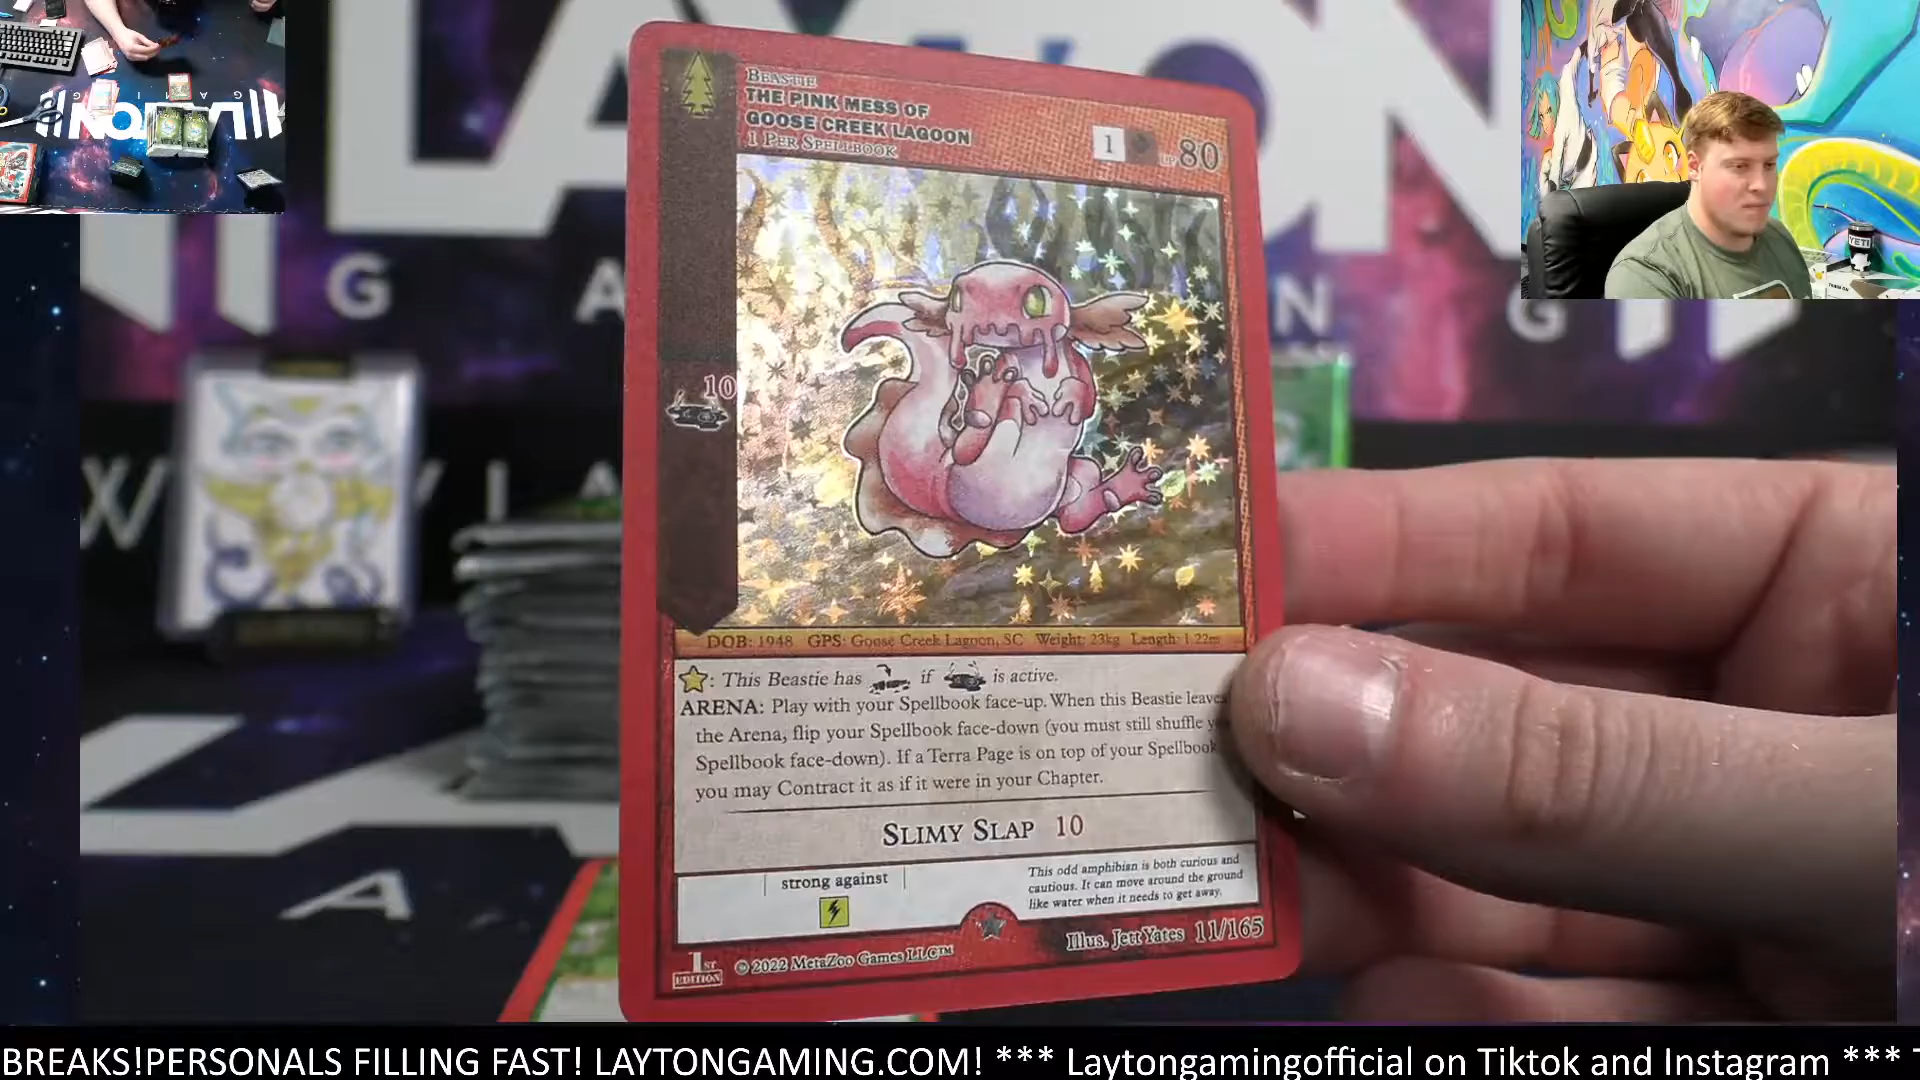 BEASTIE
THE PINK MESS OF
GOOSE CREEK LAGOON
1 PER SPELLBOOK
1
LP 80
10
DOB: 1948 GPS: Goose Creek Lagoon, SC Weight: 23kg Length: 1.22m
: This Beastie has if is active.
ARENA: Play with your Spellbook face-up. When this Beastie leaves
the Arena, flip your Spellbook face-down (you must still shuffle
Spellbook face-down). If a Terra Page is on top of your Spellbook
you may Contract it as if it were in your Chapter.
SLIMY SLAP 10
strong against
This odd amphibian is both curious and
cautious. It can move around the ground
like water when it needs to get away.
1ST
EDITION
© 2022 MetaZoo Games LLC™
Illus. Jett Yates 11/165
YETI
G A N G
BREAKS!PERSONALS FILLING FAST! LAYTONGAMING.COM! *** Laytongamingofficial on Tiktok and Instagram ***